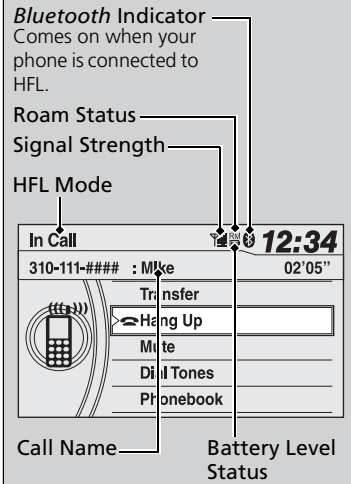 Bluetooth Indicator
Comes on when your
phone is connected to
HFL.
Roam Status
Signal Strength
HFL Mode
In Call
RM
12:34
310-111-#### : Mike
02'05”
Transfer
Hang Up
Mute
Dial Tones
Phonebook
Call Name
Battery Level
Status